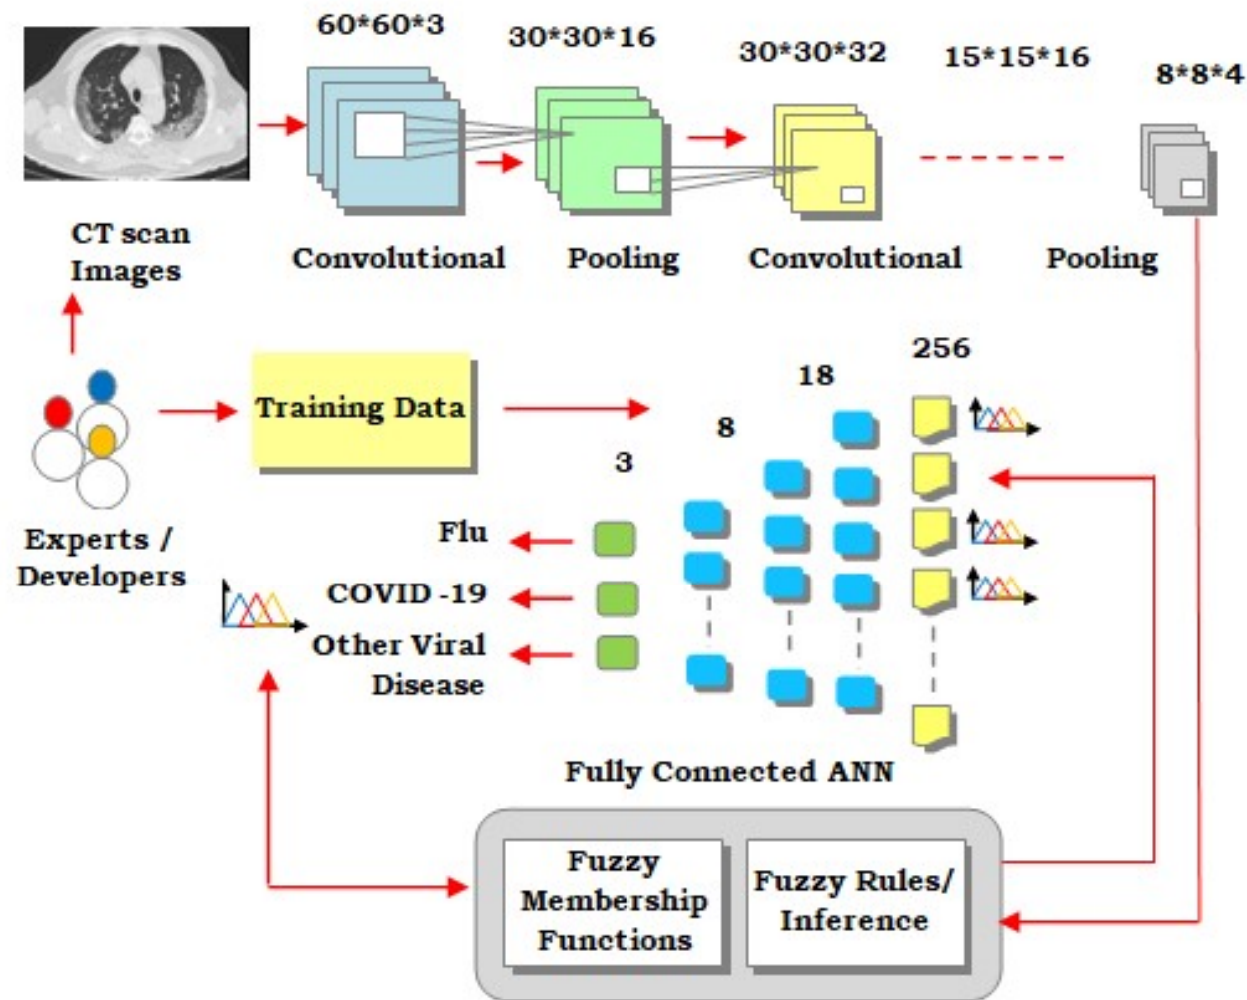 60*60*3
30*30*16
30*30*32
15*15*16
8*8*4
CT scan
Images
Convolutional
Pooling
Convolutional
Pooling
Training Data
256
18
8
3
Experts /
Developers
Flu
COVID -19
Other Viral
Disease
Fully Connected ANN
Fuzzy
Membership
Functions
Fuzzy Rules/
Inference